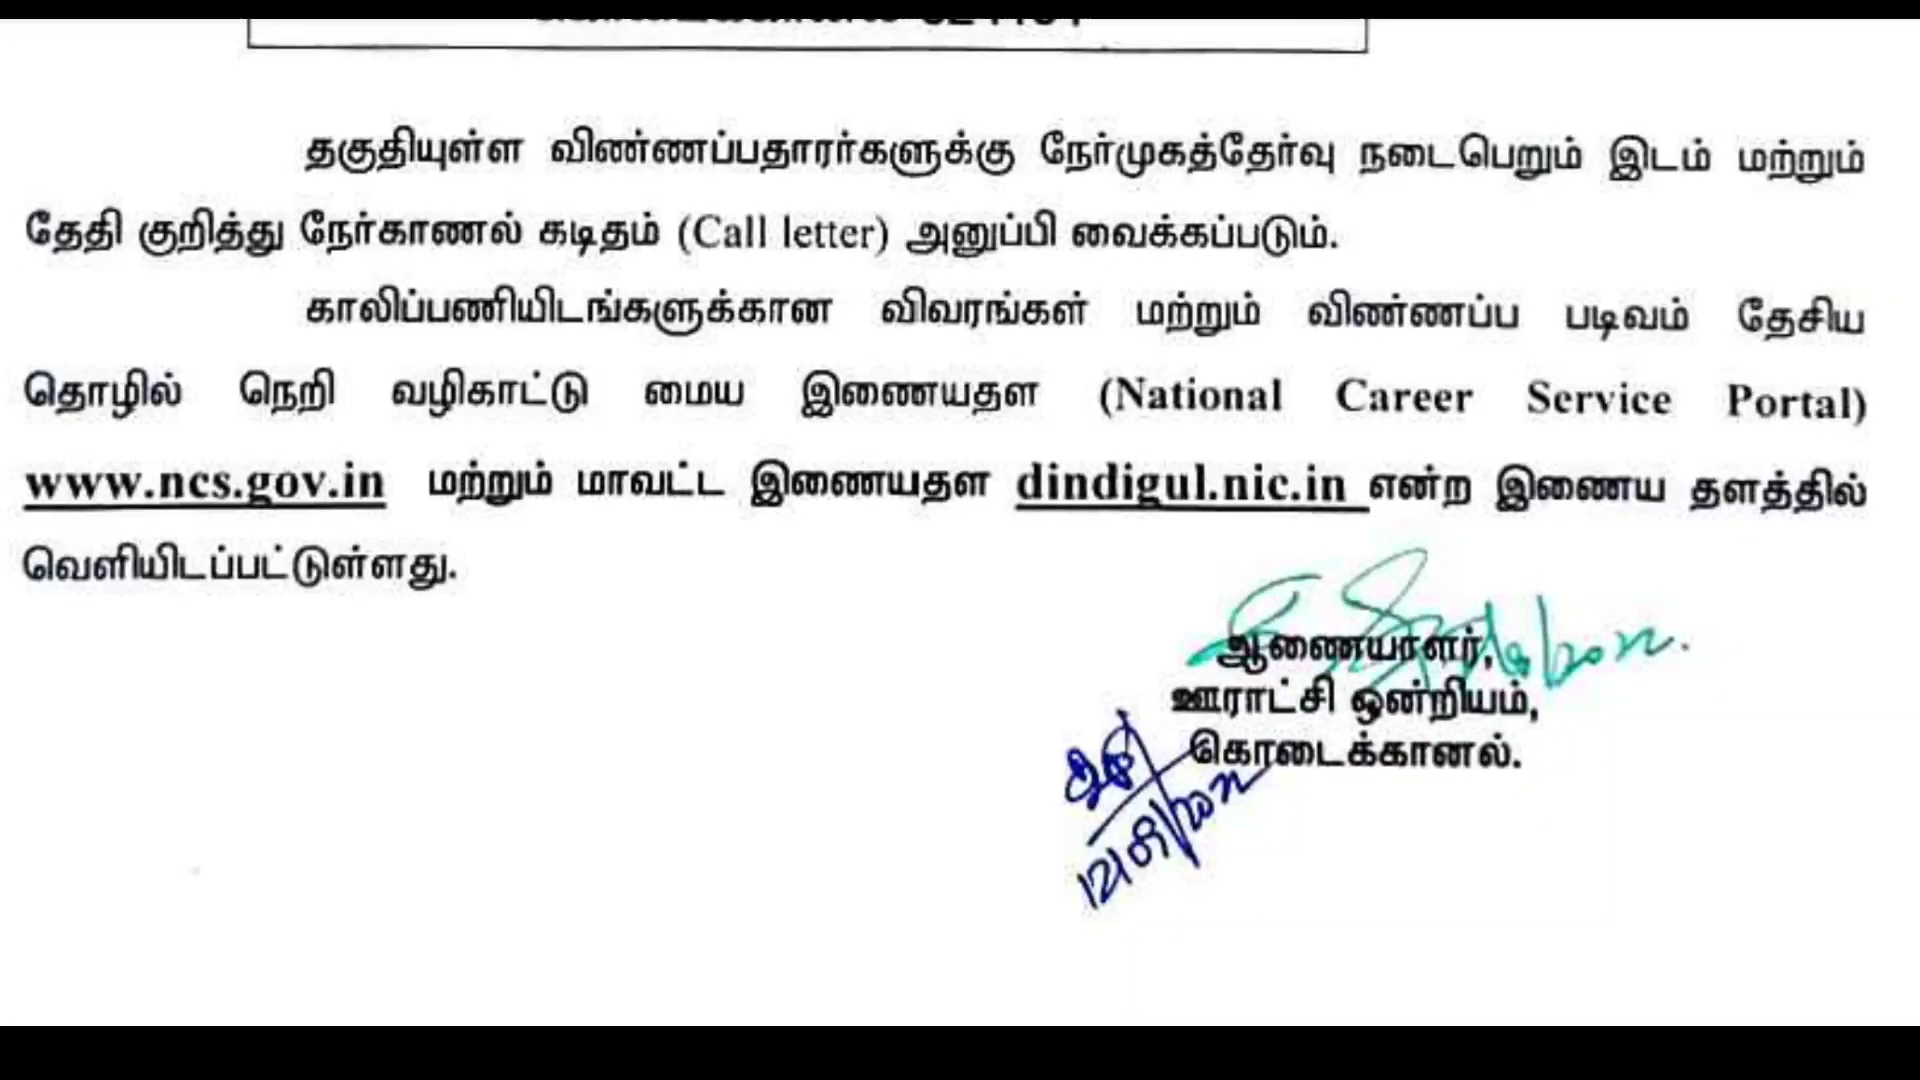 தகுதியுள்ள விண்ணப்பதாரர்களுக்கு நேர்முகத்தேர்வு நடைபெறும் இடம் மற்றும்
தேதி குறித்து நேர்காணல் கடிதம் (Call letter) அனுப்பி வைக்கப்படும்.
காலிப்பணியிடங்களுக்கான விவரங்கள் மற்றும் விண்ணப்ப படிவம் தேசிய
தொழில் நெறி வழிகாட்டு மைய இணையதள (National Career Service Portal)
www.ncs.gov.in மற்றும் மாவட்ட இணையதள dindigul.nic.in என்ற இணைய தளத்தில்
வெளியிடப்பட்டுள்ளது.
ஆணையாளர்,
ஊராட்சி ஒன்றியம்,
கொடைக்கானல்.